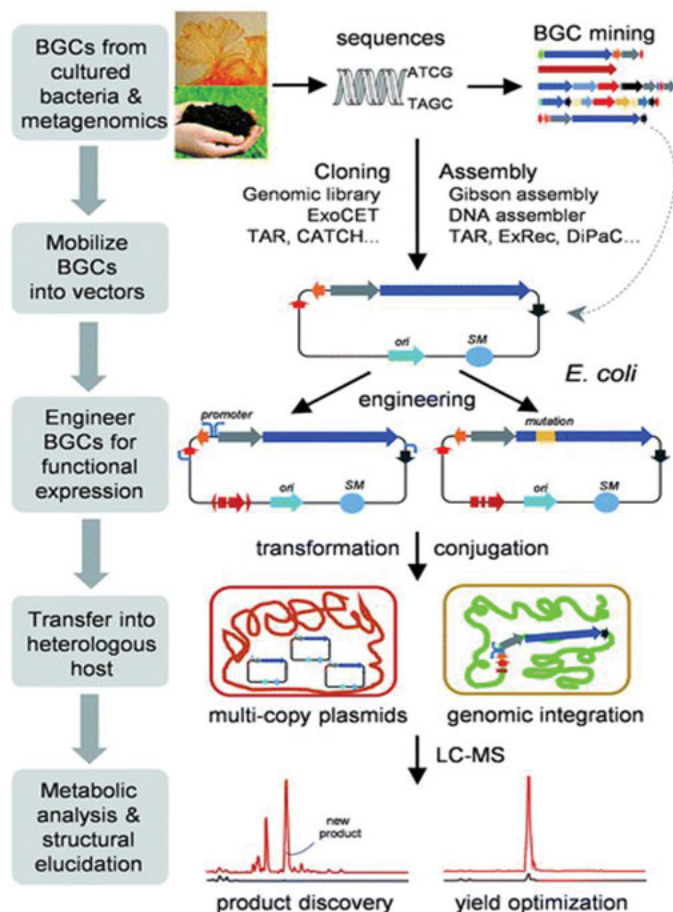 BGCs from
cultured
bacteria &
metagenomics
sequences
ATCG
TAGC
BGC mining
Cloning
Genomic library
ExoCET
TAR, CATCH...
Assembly
Gibson assembly
DNA assembler
TAR, ExRec, DiPaC...
Mobilize
BGCs
into vectors
ori
SM
E. coli
engineering
Engineer
BGCs for
functional
expression
promoter
ori
SM
mutation
ori
SM
transformation
conjugation
Transfer into
heterologous
host
multi-copy plasmids
genomic integration
LC-MS
Metabolic
analysis &
structural
elucidation
new
product
product discovery
yield optimization